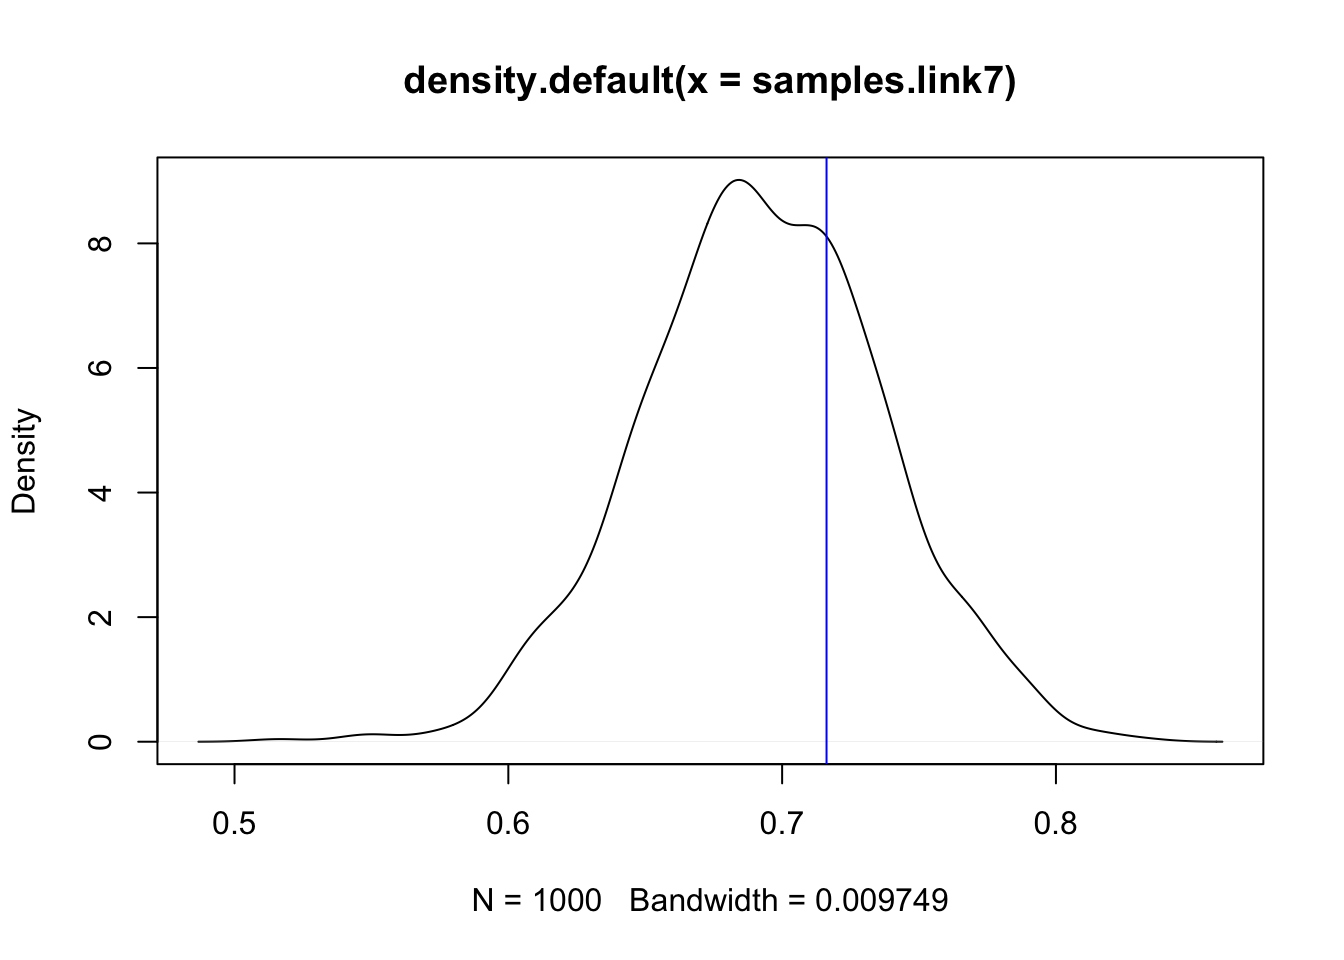 density.default(x = samples.link7)
Density
8
6
4
2
0
0.5 0.6 0.7 0.8
N = 1000 Bandwidth = 0.009749